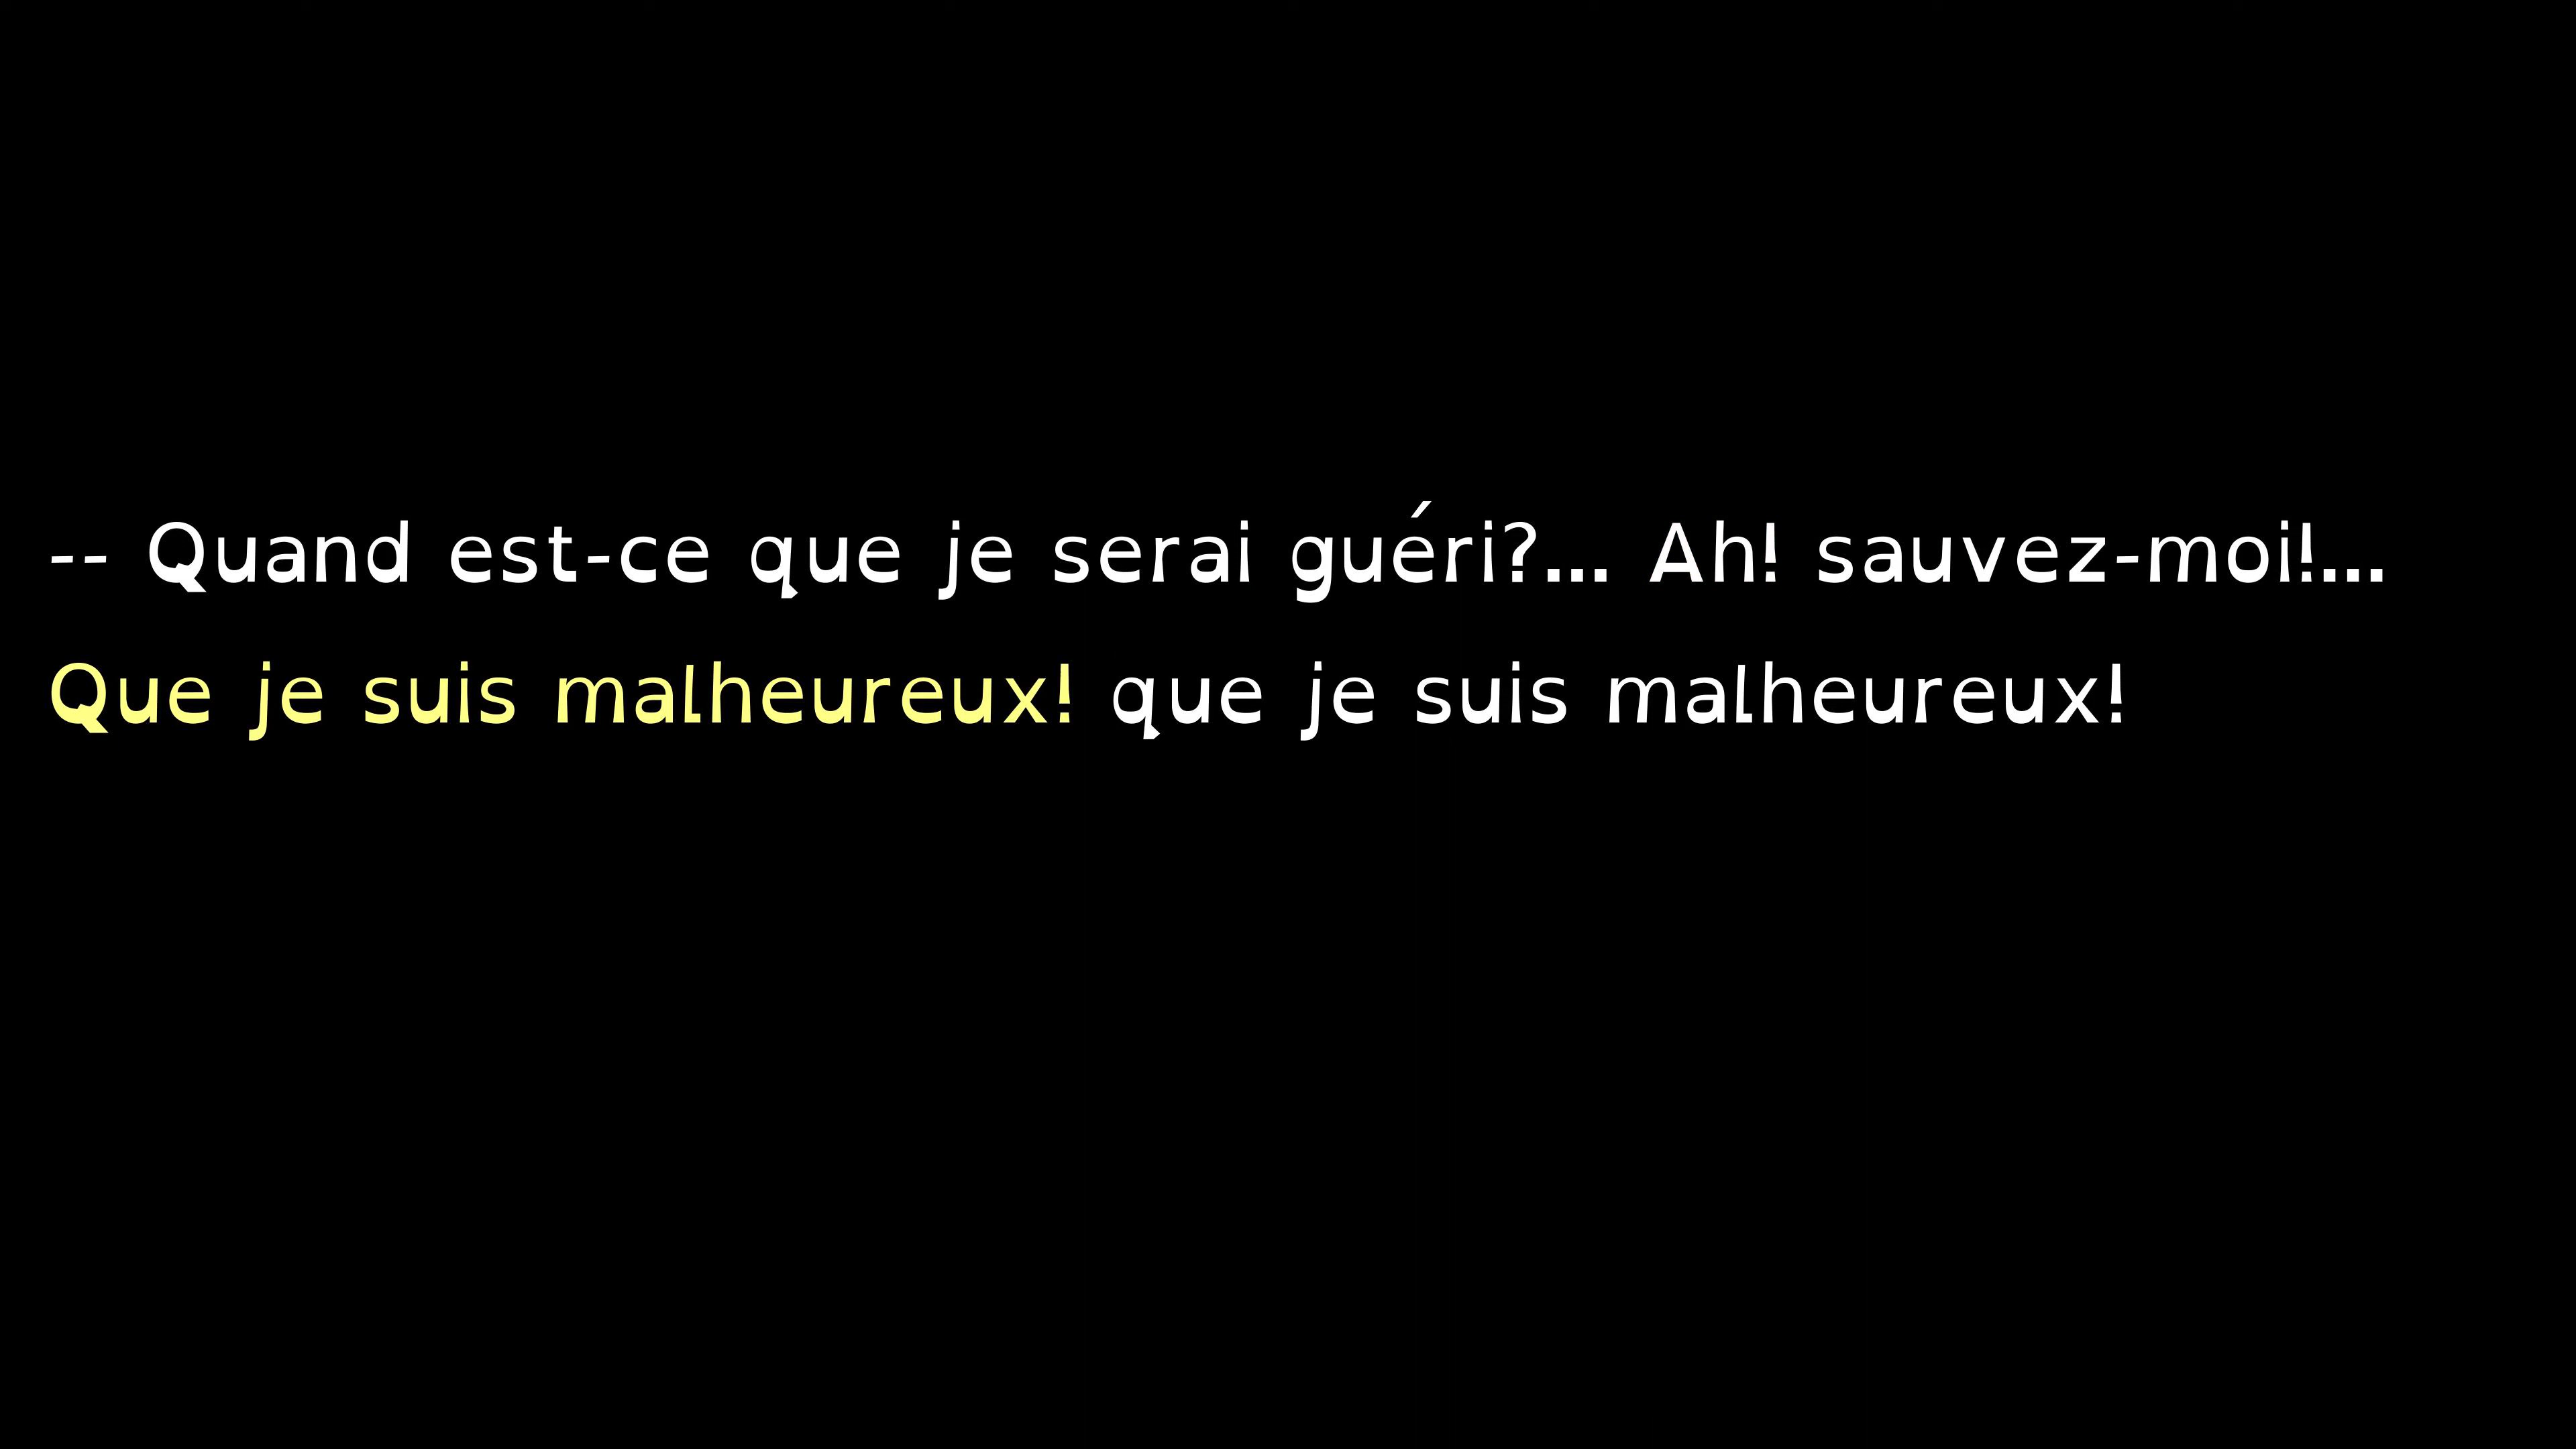 -- Quand est-ce que je serai guéri?... Ah! sauvez-moi!...
Que je suis malheureux! que je suis malheureux!